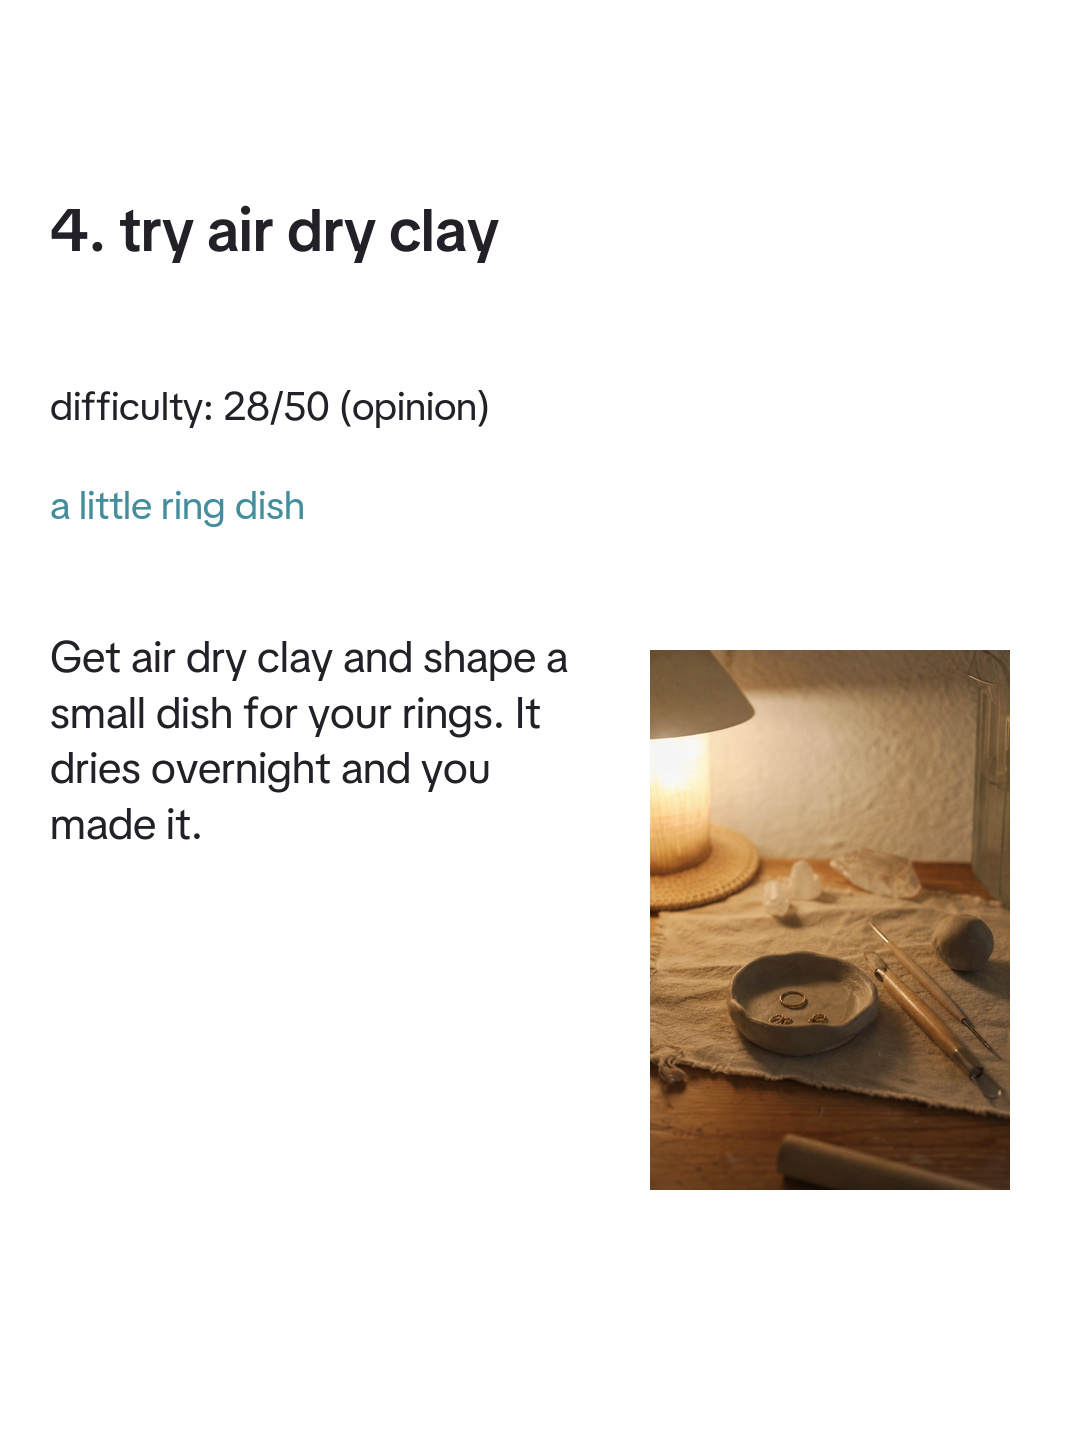 4. try air dry clay
difficulty: 28/50 (opinion)
a little ring dish
Get air dry clay and shape a
small dish for your rings. It
dries overnight and you
made it.